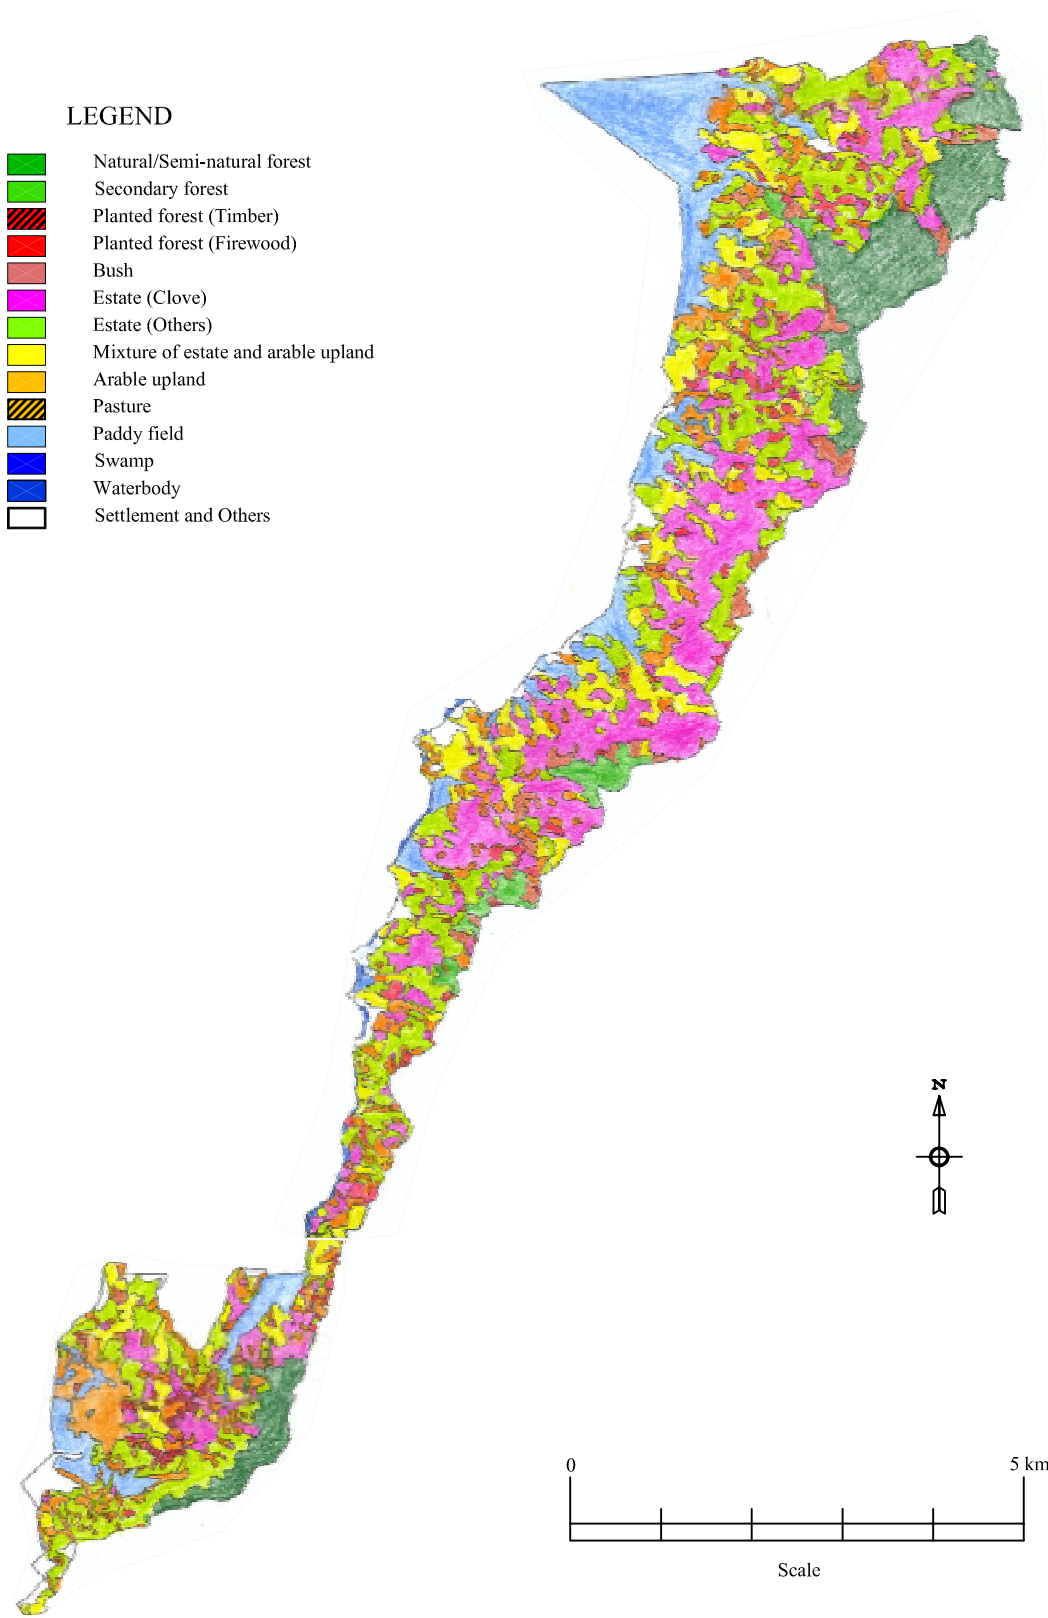 LEGEND
Natural/Semi-natural forest
Secondary forest
Planted forest (Timber)
Planted forest (Firewood)
Bush
Estate (Clove)
Estate (Others)
Mixture of estate and arable upland
Arable upland
Pasture
Paddy field
Swamp
Waterbody
Settlement and Others
N
0 5 km
Scale